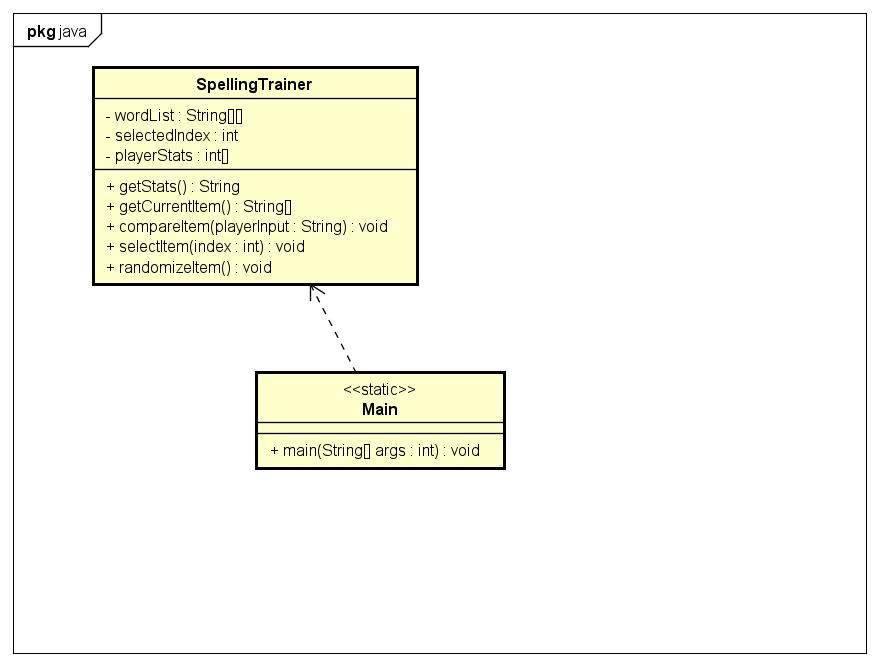 pkg java
SpellingTrainer
- wordList : String[][]
- selectedIndex : int
- playerStats : int[]
+ getStats() : String
+ getCurrentItem() : String[]
+ compareItem(playerInput : String) : void
+ selectItem(index : int) : void
+ randomizeItem() : void
<<static>>
Main
+ main(String[] args : int) : void